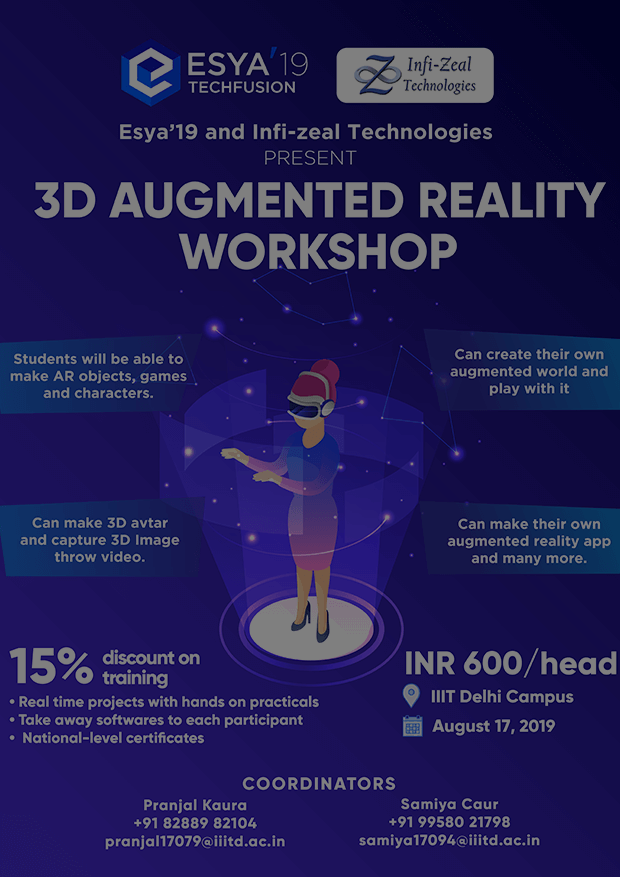 ESYA'19
TECHFUSION
Infi-Zeal
Technologies
Esya'19 and Infi-zeal Technologies
PRESENT
3D AUGMENTED REALITY
WORKSHOP
Students will be able to
make AR objects, games
and characters.
Can create their own
augmented world and
play with it
Can make 3D avtar
and capture 3D Image
throw video.
Can make their own
augmented reality app
and many more.
15% discount on
training
• Real time projects with hands on practicals
• Take away softwares to each participant
• National-level certificates
INR 600/head
IIIT Delhi Campus
August 17, 2019
COORDINATORS
Pranjal Kaura
+91 82889 82104
pranjal17079@iiitd.ac.in
Samiya Caur
+91 99580 21798
samiya17094@iiitd.ac.in